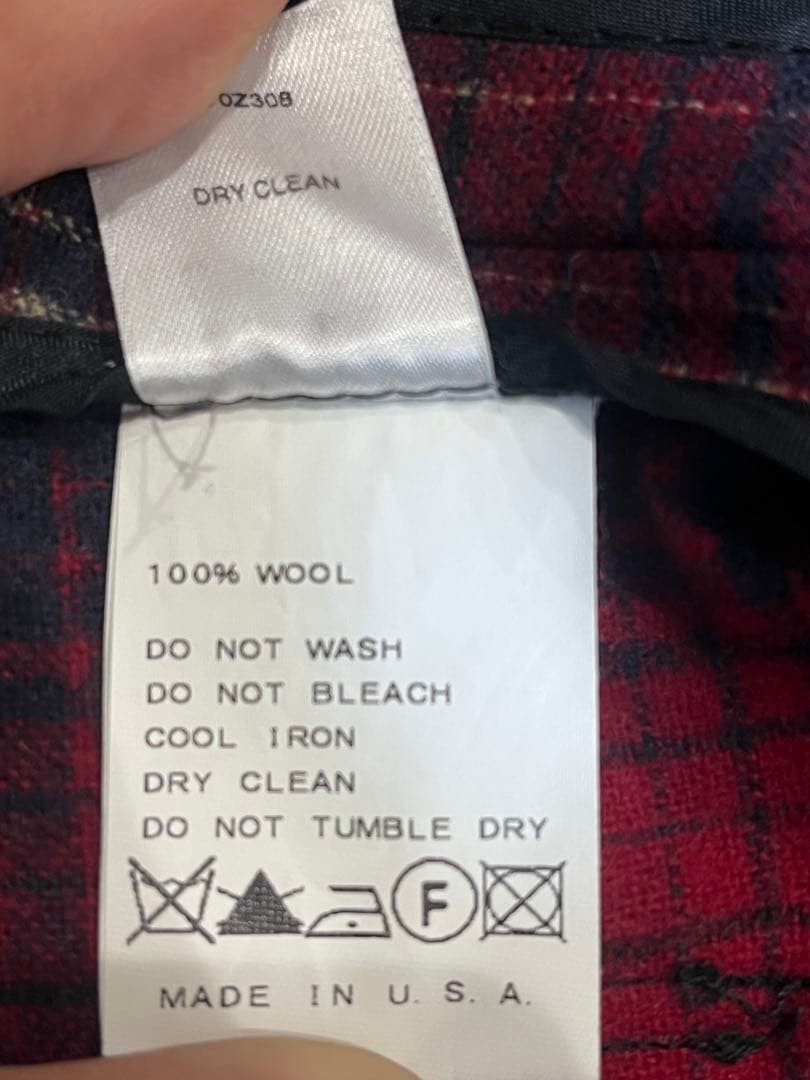 OZ308
DRY CLEAN
100% WOOL
DO NOT WASH
DO NOT BLEACH
COOL IRON
DRY CLEAN
DO NOT TUMBLE DRY
F
MADE IN U. S. A.